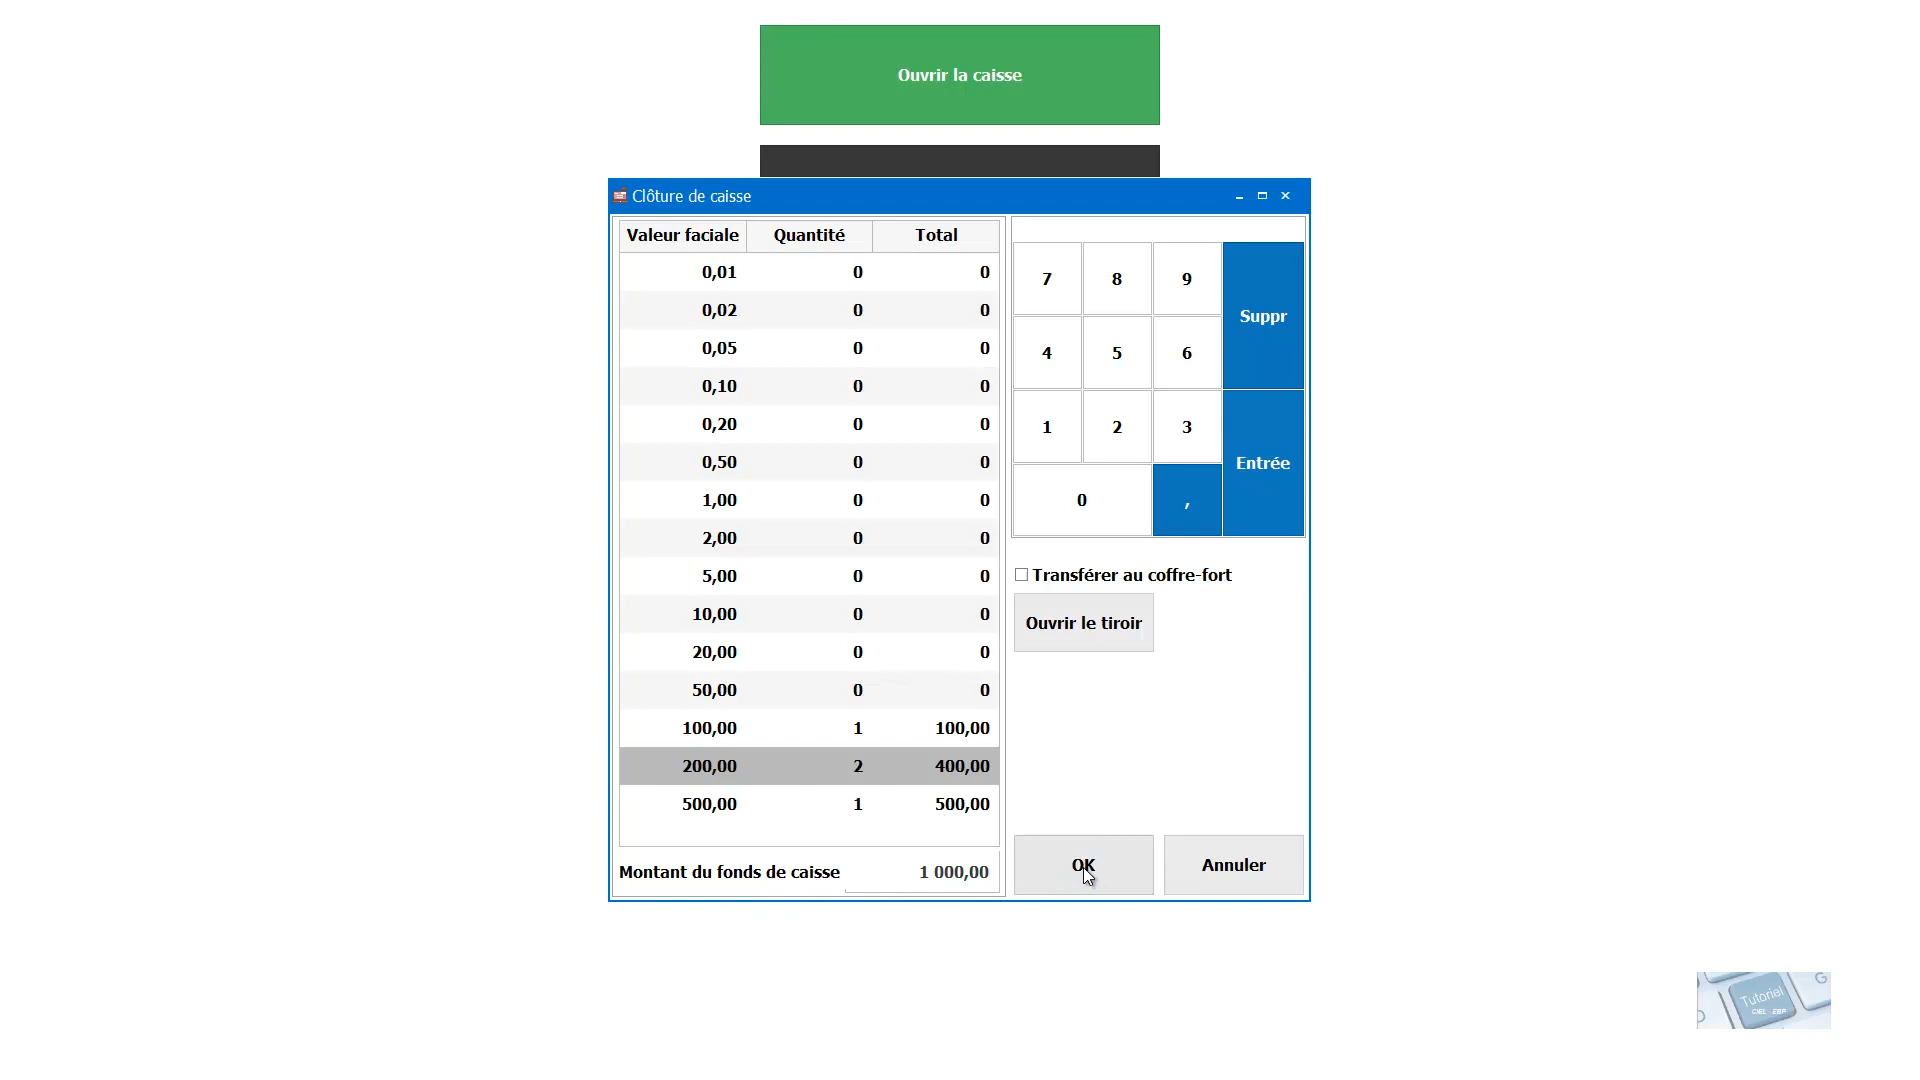 Ouvrir la caisse
Clôture de caisse
Valeur faciale Quantité Total
0,01 0 0
0,02 0 0
0,05 0 0
0,10 0 0
0,20 0 0
0,50 0 0
1,00 0 0
2,00 0 0
5,00 0 0
10,00 0 0
20,00 0 0
50,00 0 0
100,00 1 100,00
200,00 2 400,00
500,00 1 500,00
Montant du fonds de caisse 1 000,00
7 8 9 Suppr
4 5 6
1 2 3 Entrée
0 ,
Transférer au coffre-fort
Ouvrir le tiroir
OK Annuler
G
Tutoriel
CIEL - EBP